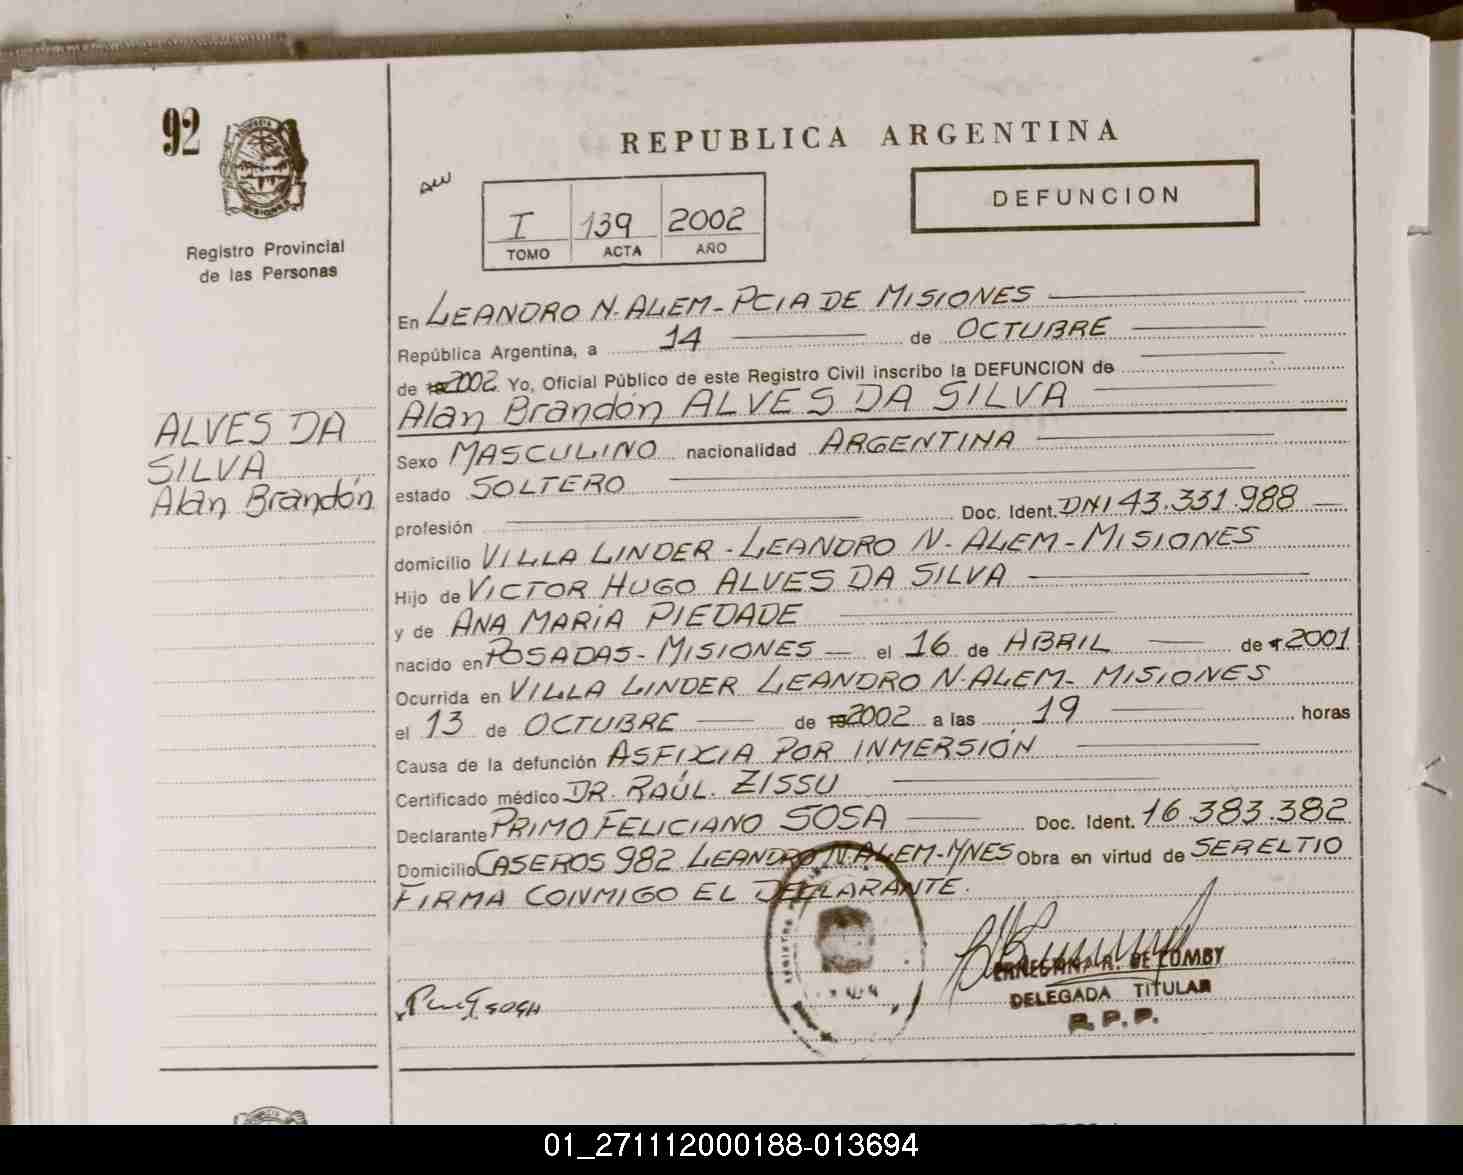 92
REPUBLICA ARGENTINA
DEFUNCION
I 139 2002
TOMO ACTA AÑO
Registro Provincial
de las Personas
En LEANDRO N. ALEM - PCIA DE MISIONES
República Argentina, a 14 de OCTUBRE
de 2002 Yo, Oficial Público de este Registro Civil inscribo la DEFUNCION de
Alan Brandón ALVES DA SILVA
ALVES DA
SILVA
Alan Brandón
Sexo MASCULINO nacionalidad ARGENTINA
estado SOLTERO
profesión Doc. Ident. DNI 43.331.988
domicilio VILLA LINDER - LEANDRO N. ALEM - MISIONES
Hijo de VICTOR HUGO ALVES DA SILVA
y de ANA MARIA PIEDADE
nacido en POSADAS - MISIONES el 16 de ABRIL de 2001
Ocurrida en VILLA LINDER LEANDRO N. ALEM - MISIONES
el 13 de OCTUBRE de 2002 a las 19 horas
Causa de la defunción ASFIXIA POR INMERSIÓN
Certificado médico DR. RAÚL. ZISSU
Declarante PRIMO FELICIANO SOSA Doc. Ident. 16.383.382
Domicilio CASEROS 982 LEANDRO N. ALEM - MNES Obra en virtud de SER EL TIO
FIRMA CONMIGO EL DECLARANTE.
SOSA
R. DE LOMBY
DELEGADA TITULAR
R. P. P.
01_271112000188-013694